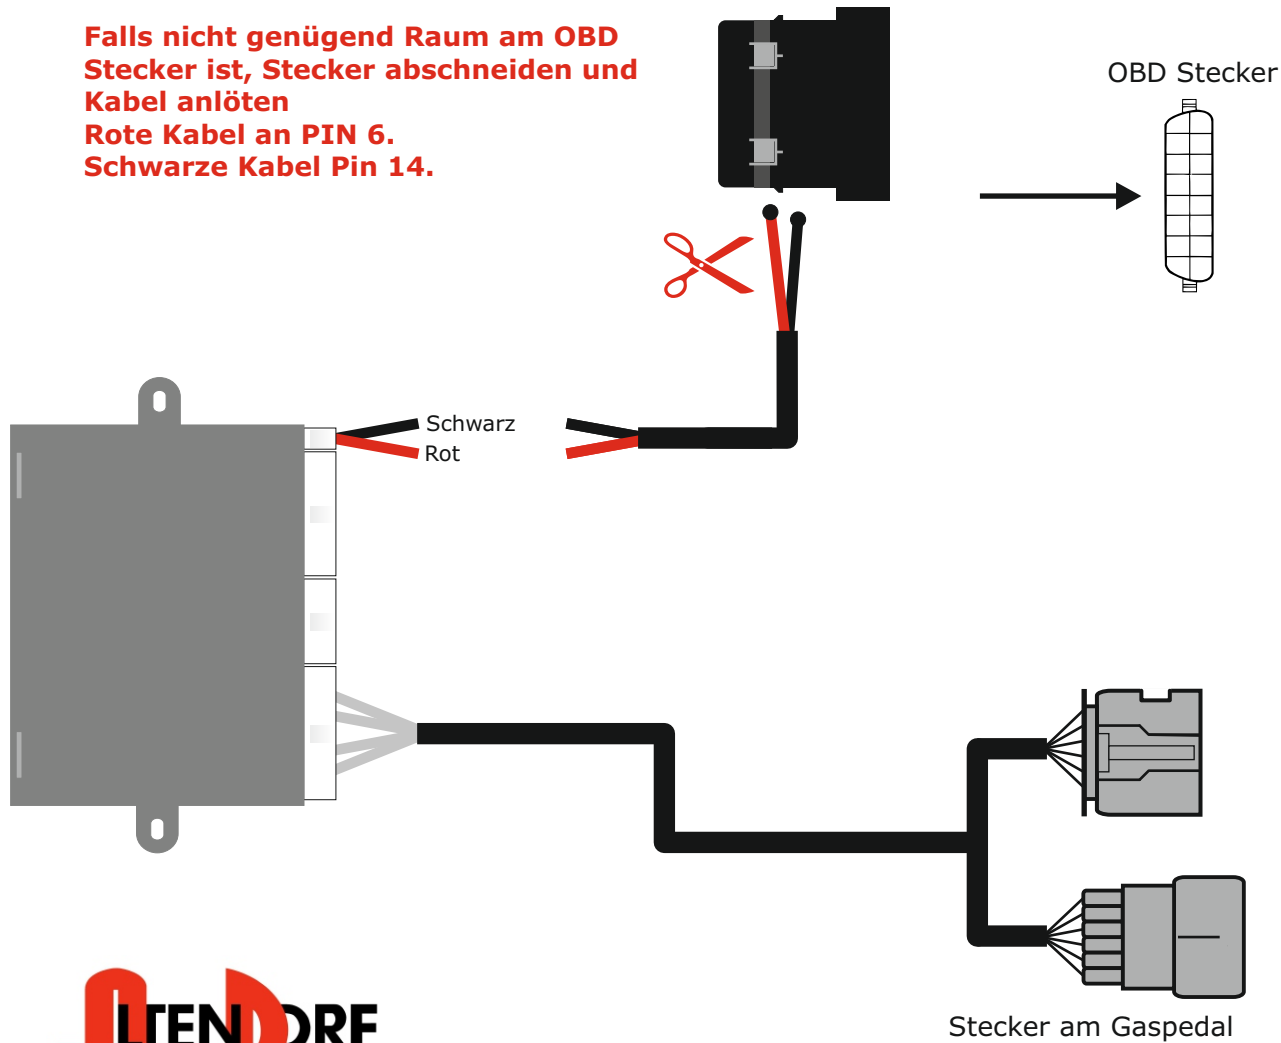 Falls nicht genügend Raum am OBD
Stecker ist, Stecker abschneiden und
Kabel anlöten
Rote Kabel an PIN 6.
Schwarze Kabel Pin 14.
OBD Stecker
Schwarz
Rot
Stecker am Gaspedal
ALTENDORF